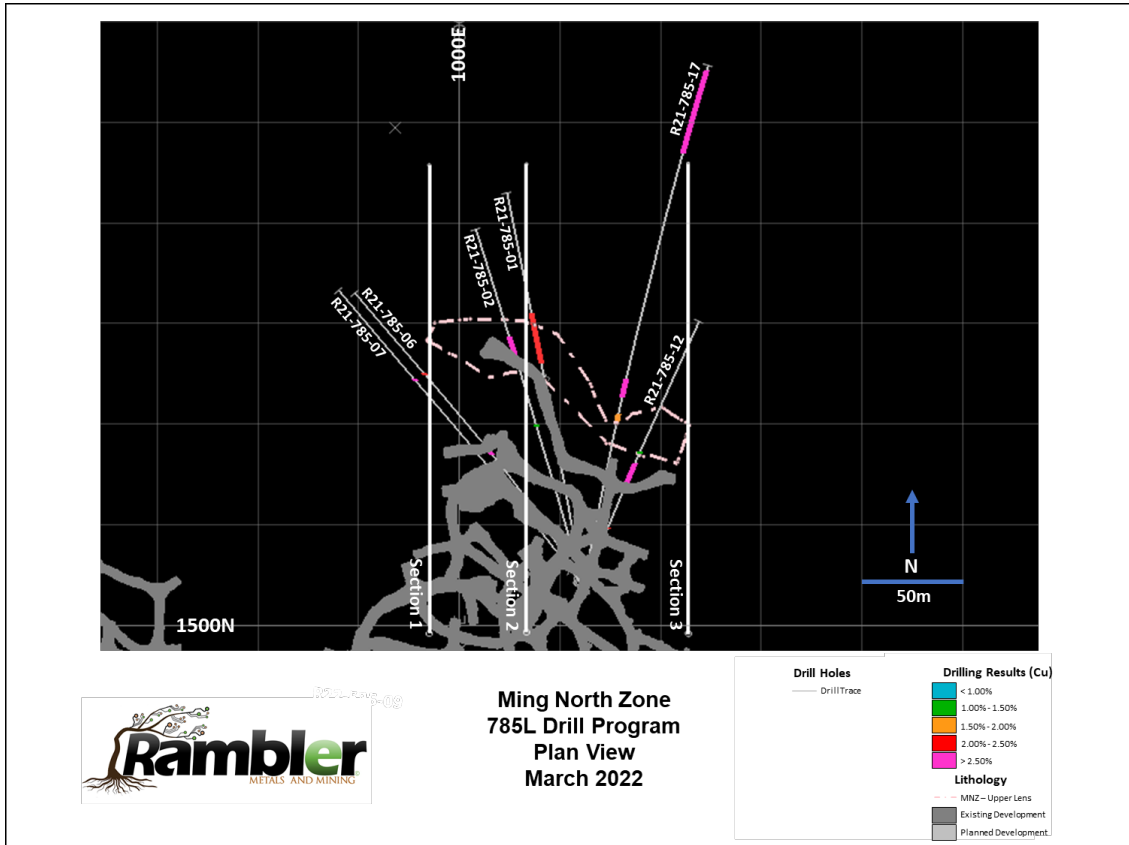 1000E
R21-785-17
R21-785-01
R21-785-02
R21-785-06
R21-785-07
R21-785-12
Section 1
Section 2
Section 3
N
50m
1500N
Rambler
METALS AND MINING
Ming North Zone
785L Drill Program
Plan View
March 2022
Drill Holes
Drill Trace
Drilling Results (Cu)
< 1.00%
1.00% - 1.50%
1.50% - 2.00%
2.00% - 2.50%
> 2.50%
Lithology
MNZ – Upper Lens
Existing Development
Planned Development